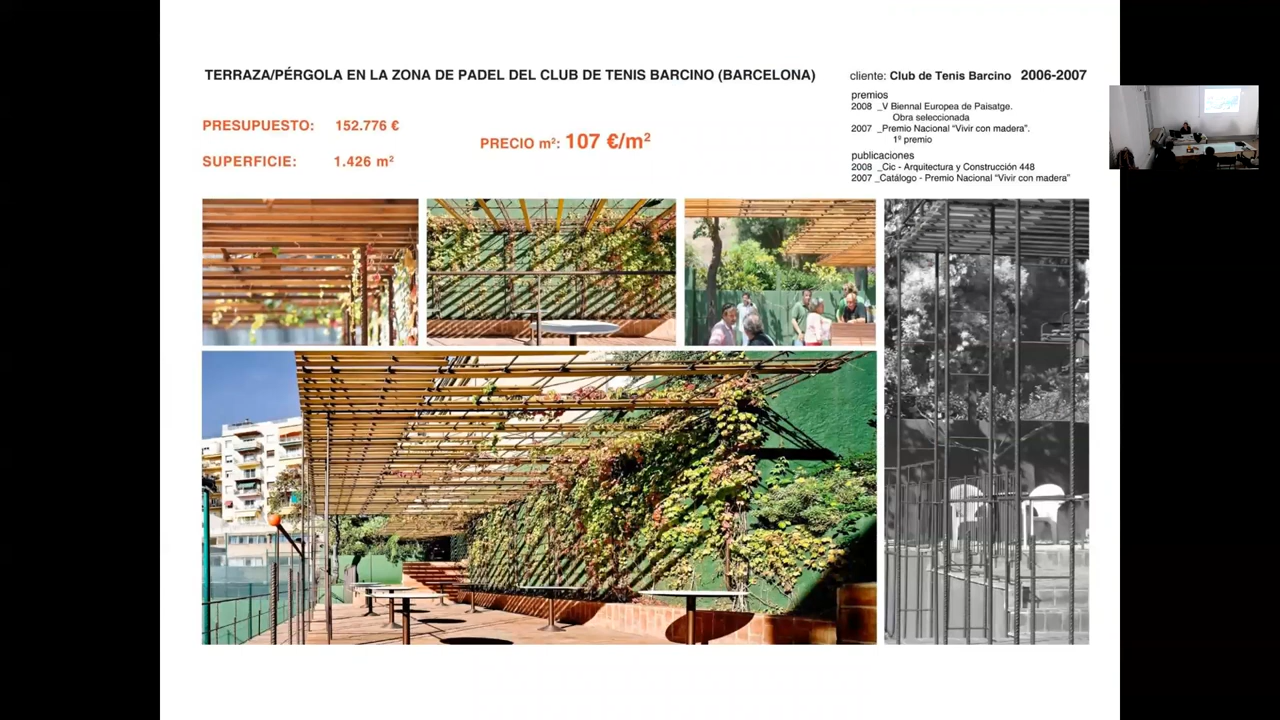 TERRAZA/PÉRGOLA EN LA ZONA DE PADEL DEL CLUB DE TENIS BARCINO (BARCELONA)
cliente: Club de Tenis Barcino 2006-2007
PRESUPUESTO: 152.776 €
SUPERFICIE: 1.426 m²
PRECIO m²: 107 €/m²
premios
2008 _V Biennal Europea de Paisatge.
Obra seleccionada
2007 _Premio Nacional “Vivir con madera”.
1º premio
publicaciones
2008 _Cic - Arquitectura y Construcción 448
2007 _Catálogo - Premio Nacional “Vivir con madera”